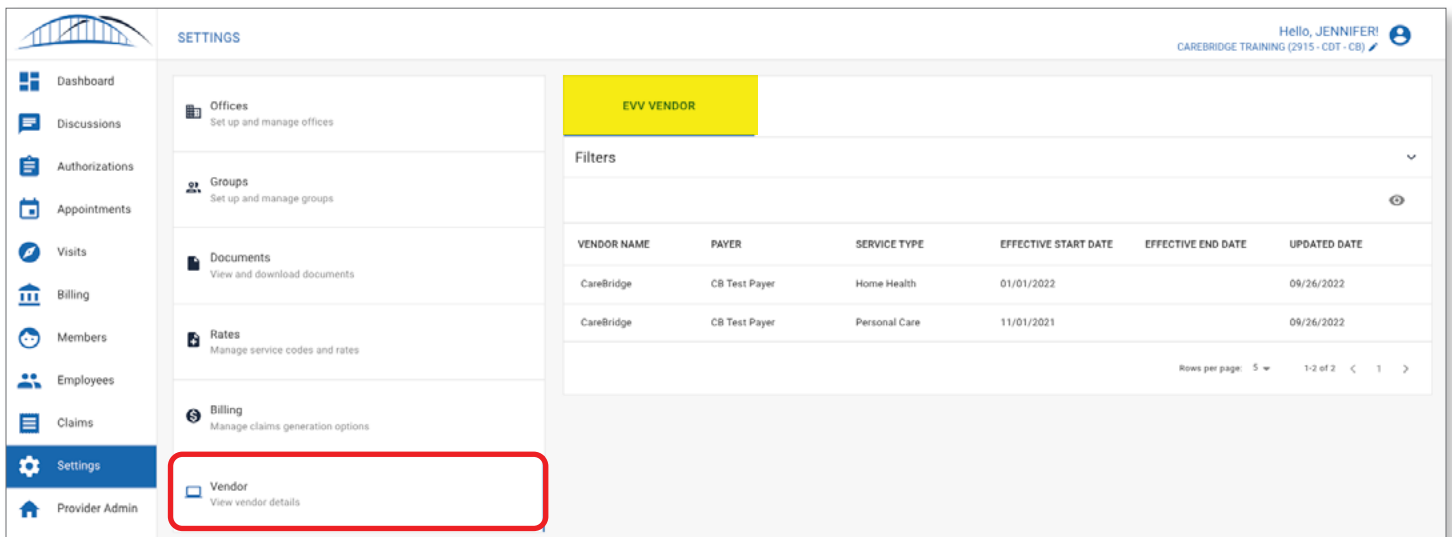 SETTINGS
Hello, JENNIFER!
CAREBRIDGE TRAINING (2915 - CDT - CB)
Dashboard
Discussions
Authorizations
Appointments
Visits
Billing
Members
Employees
Claims
Settings
Provider Admin
Offices
Set up and manage offices
Groups
Set up and manage groups
Documents
View and download documents
Rates
Manage service codes and rates
Billing
Manage claims generation options
Vendor
View vendor details
EVV VENDOR
Filters
VENDOR NAME PAYER SERVICE TYPE EFFECTIVE START DATE EFFECTIVE END DATE UPDATED DATE
CareBridge CB Test Payer Home Health 01/01/2022 09/26/2022
CareBridge CB Test Payer Personal Care 11/01/2021 09/26/2022
Rows per page: 5 1-2 of 2 < 1 >